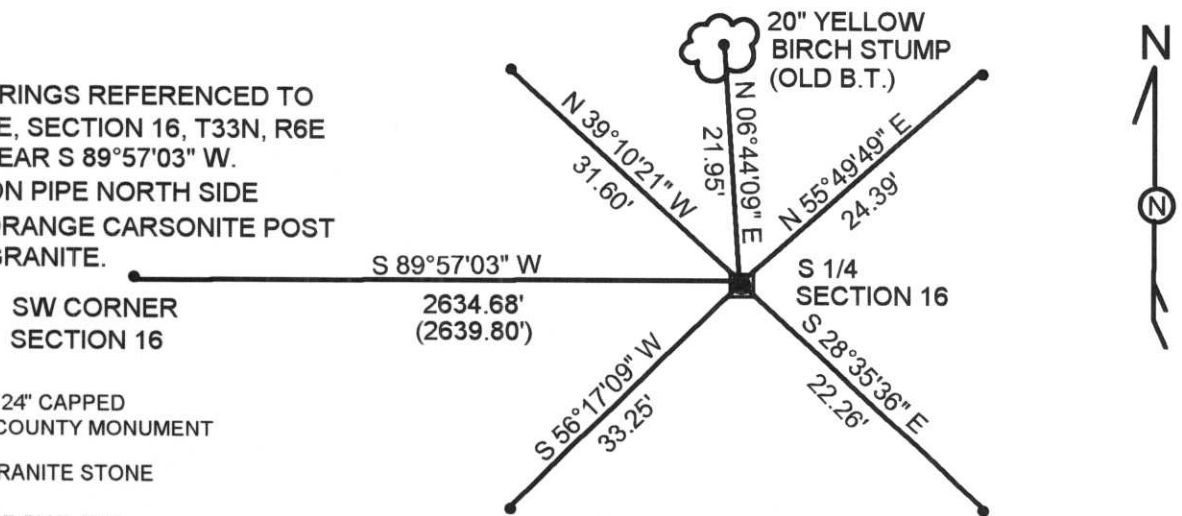 RINGS REFERENCED TO
E, SECTION 16, T33N, R6E
EAR S 89°57'03" W.
ON PIPE NORTH SIDE
RANGE CARSONITE POST
GRANITE.
SW CORNER
SECTION 16
24" CAPPED
COUNTY MONUMENT
RANITE STONE
20" YELLOW
BIRCH STUMP
(OLD B.T.)
N 39°10'21" W
31.60'
N 06°44'09" E
21.95'
N 55°49'49" E
24.39'
S 89°57'03" W
2634.68'
(2639.80')
S 1/4
SECTION 16
S 56°17'09" W
33.25'
S 28°35'36" E
22.26'
N
N